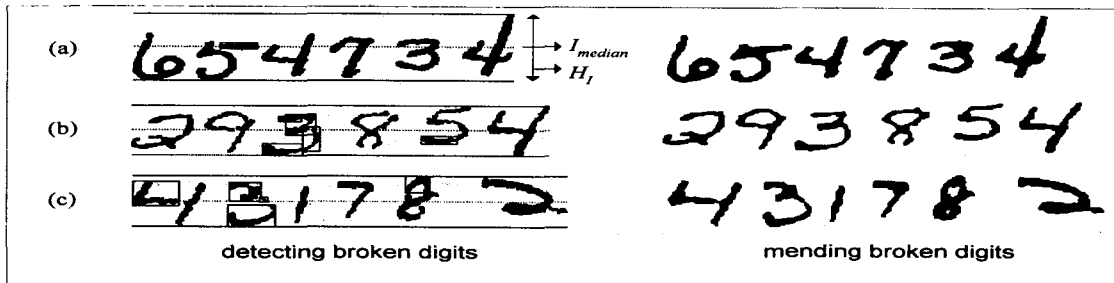 (a) 654734 I_median H_I 654734
(b) 293854 293854
(c) 431782 431782
detecting broken digits mending broken digits